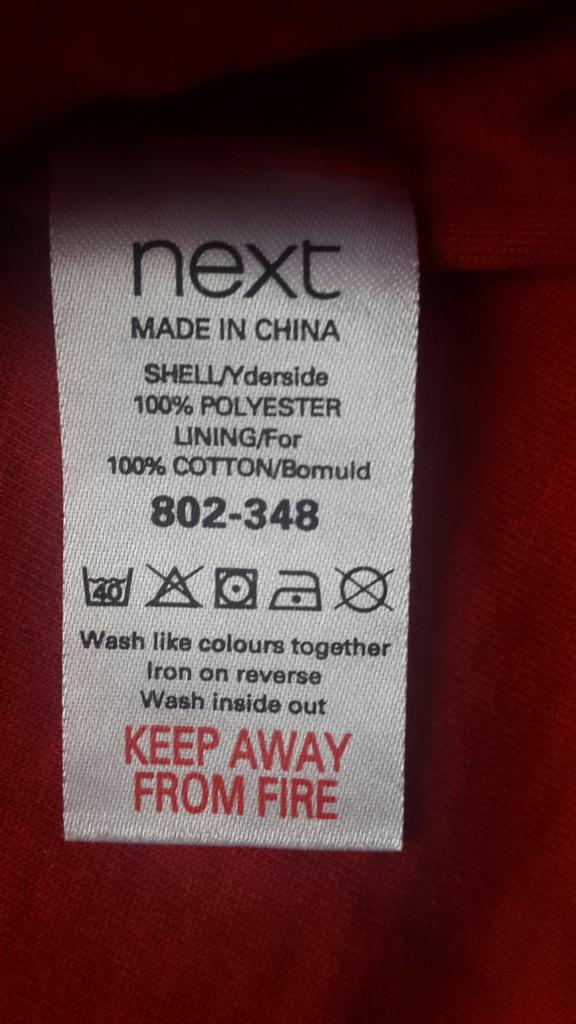 next
MADE IN CHINA
SHELL/Yderside
100% POLYESTER
LINING/For
100% COTTON/Bomuld
802-348
40
Wash like colours together
Iron on reverse
Wash inside out
KEEP AWAY
FROM FIRE